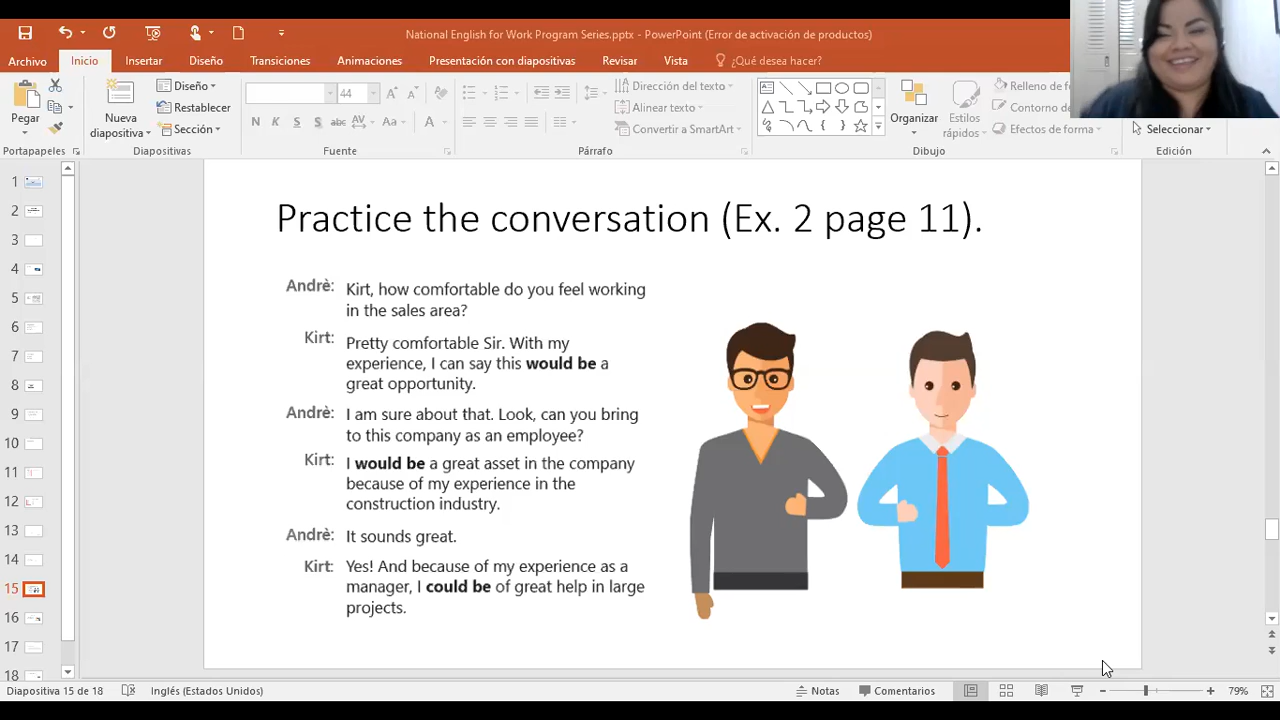 National English for Work Program Series.pptx - PowerPoint (Error de activación de productos)
Archivo Inicio Insertar Diseño Transiciones Animaciones Presentación con diapositivas Revisar Vista ¿Qué desea hacer?
Pegar
Nueva diapositiva
Diseño
Restablecer
Sección
44
N K S S abc AV Aa A
Dirección del texto
Alinear texto
Convertir a SmartArt
Organizar
Estilos rápidos
Relleno de
Contorno de
Efectos de forma
Seleccionar
Portapapeles Diapositivas Fuente Párrafo Dibujo Edición
1
2
3
4
5
6
7
8
9
10
11
12
13
14
15
16
17
18
Practice the conversation (Ex. 2 page 11).
Andrè: Kirt, how comfortable do you feel working
in the sales area?
Kirt: Pretty comfortable Sir. With my
experience, I can say this would be a
great opportunity.
Andrè: I am sure about that. Look, can you bring
to this company as an employee?
Kirt: I would be a great asset in the company
because of my experience in the
construction industry.
Andrè: It sounds great.
Kirt: Yes! And because of my experience as a
manager, I could be of great help in large
projects.
Diapositiva 15 de 18 Inglés (Estados Unidos) Notas Comentarios 79%